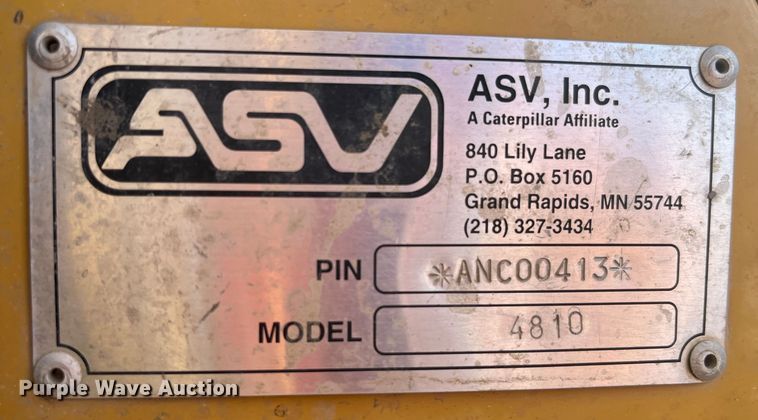 ASV
ASV, Inc.
A Caterpillar Affiliate
840 Lily Lane
P.O. Box 5160
Grand Rapids, MN 55744
(218) 327-3434
PIN *ANC00413*
MODEL 4810
Purple Wave Auction